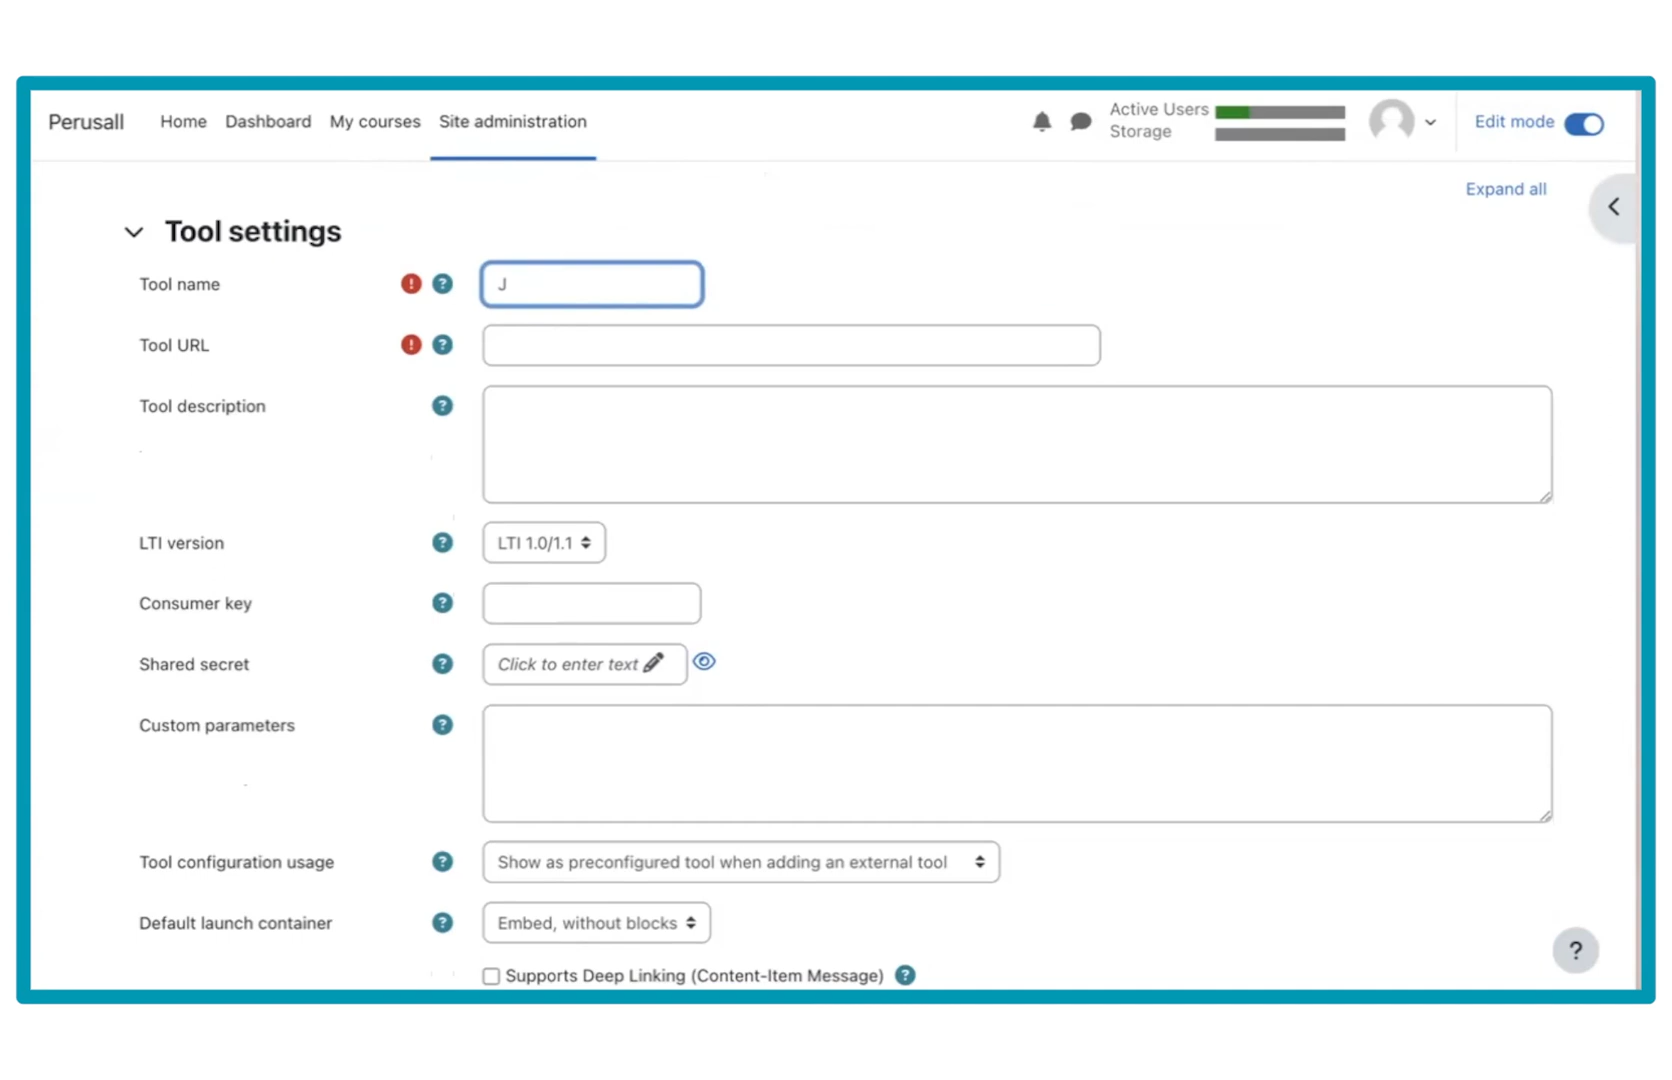 Perusall Home Dashboard My courses Site administration Active Users Storage Edit mode
Expand all
Tool settings
Tool name ! ? J
Tool URL ! ?
Tool description ?
LTI version ? LTI 1.0/1.1
Consumer key ?
Shared secret ? Click to enter text
Custom parameters ?
Tool configuration usage ? Show as preconfigured tool when adding an external tool
Default launch container ? Embed, without blocks
?
Supports Deep Linking (Content-Item Message) ?